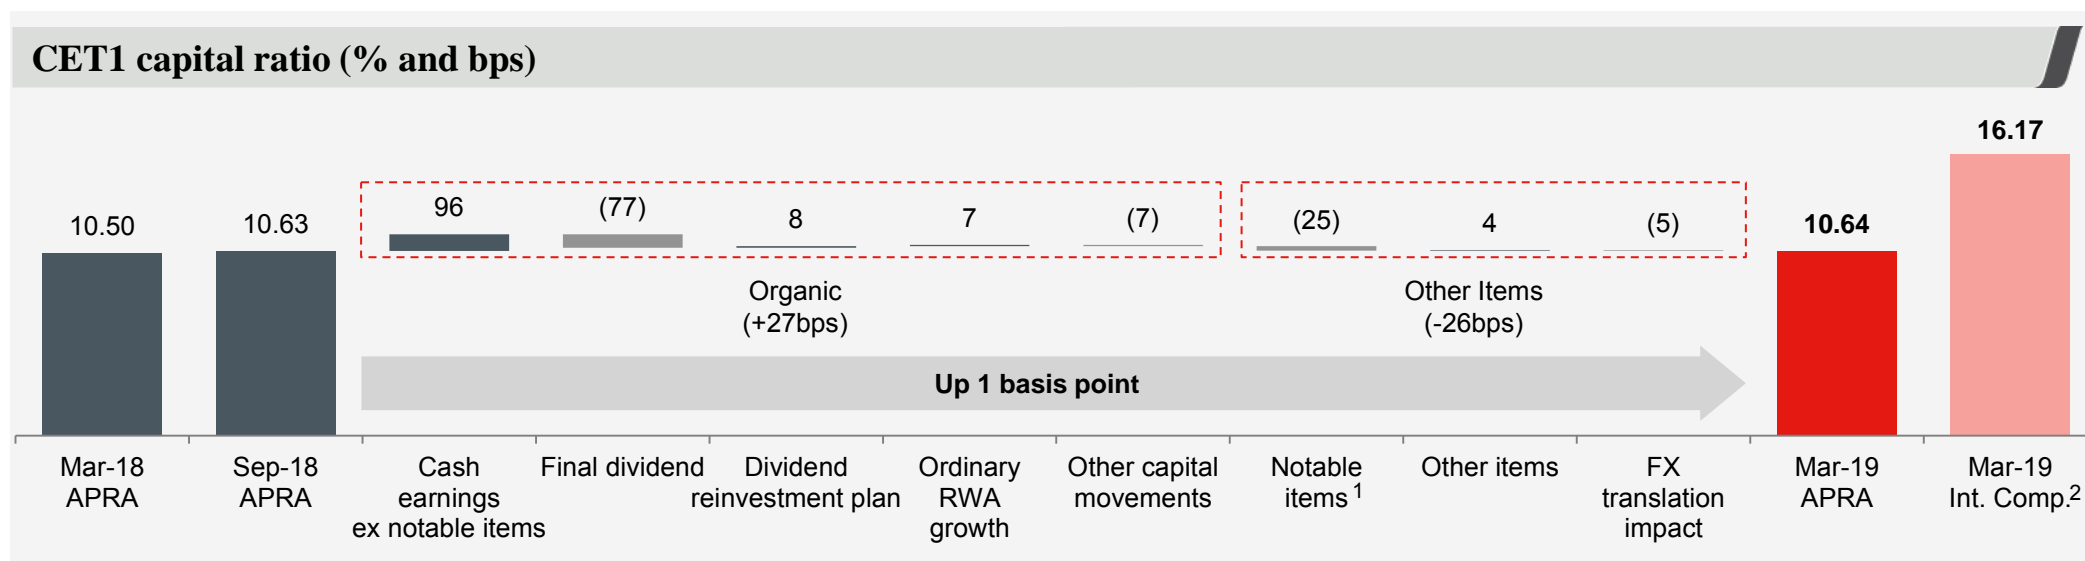 CET1 capital ratio (% and bps)
10.50
10.63
96
(77)
8
7
(7)
(25)
4
(5)
10.64
16.17
Organic
(+27bps)
Other Items
(-26bps)
Up 1 basis point
Mar-18
APRA
Sep-18
APRA
Cash
earnings
ex notable items
Final dividend
Dividend
reinvestment plan
Ordinary
RWA
growth
Other capital
movements
Notable
items 1
Other items
FX
translation
impact
Mar-19
APRA
Mar-19
Int. Comp.2